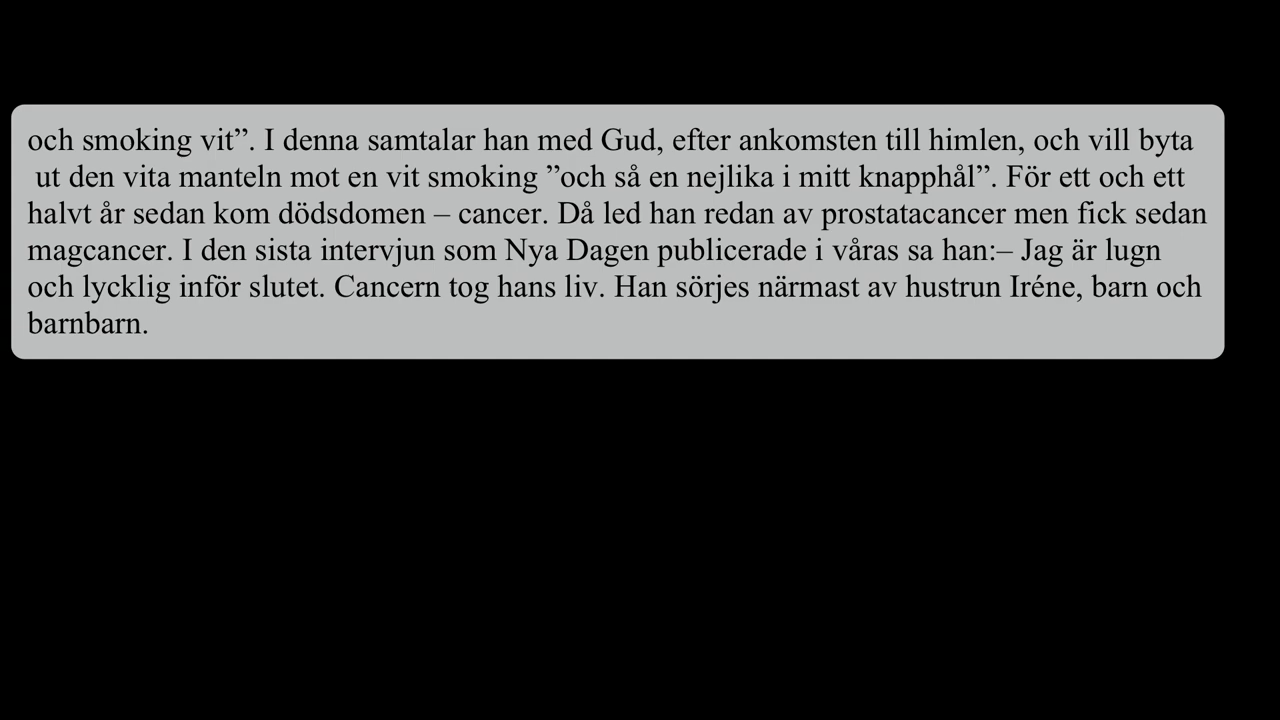 och smoking vit”. I denna samtalar han med Gud, efter ankomsten till himlen, och vill byta
ut den vita manteln mot en vit smoking ”och så en nejlika i mitt knapphål”. För ett och ett
halvt år sedan kom dödsdomen – cancer. Då led han redan av prostatacancer men fick sedan
magcancer. I den sista intervjun som Nya Dagen publicerade i våras sa han:– Jag är lugn
och lycklig inför slutet. Cancern tog hans liv. Han sörjes närmast av hustrun Iréne, barn och
barnbarn.